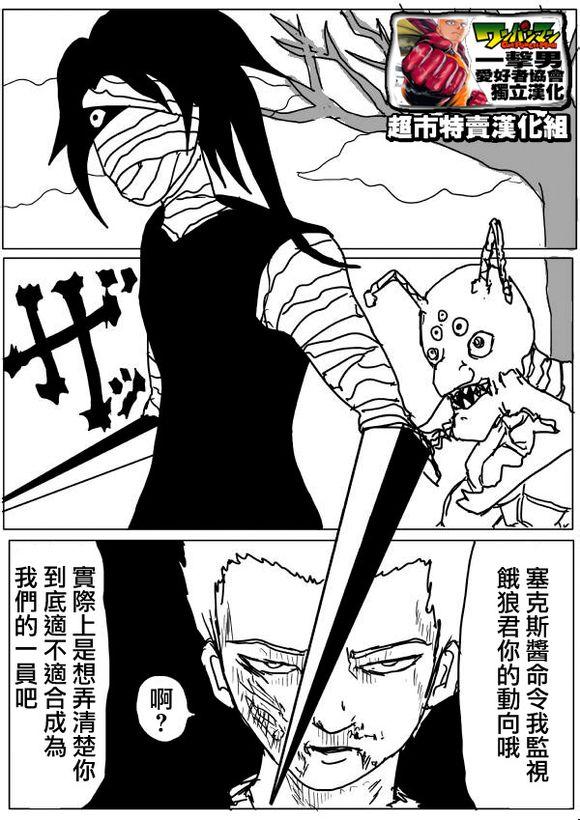 ワンパンマン
ONE PUNCH MAN
一擊男
愛好者協會
獨立漢化
超市特賣漢化組
ザッ
塞克斯醬命令我監視
餓狼君你的動向哦
啊？
實際上是想弄清楚你
到底適不適合成為
我們的一員吧